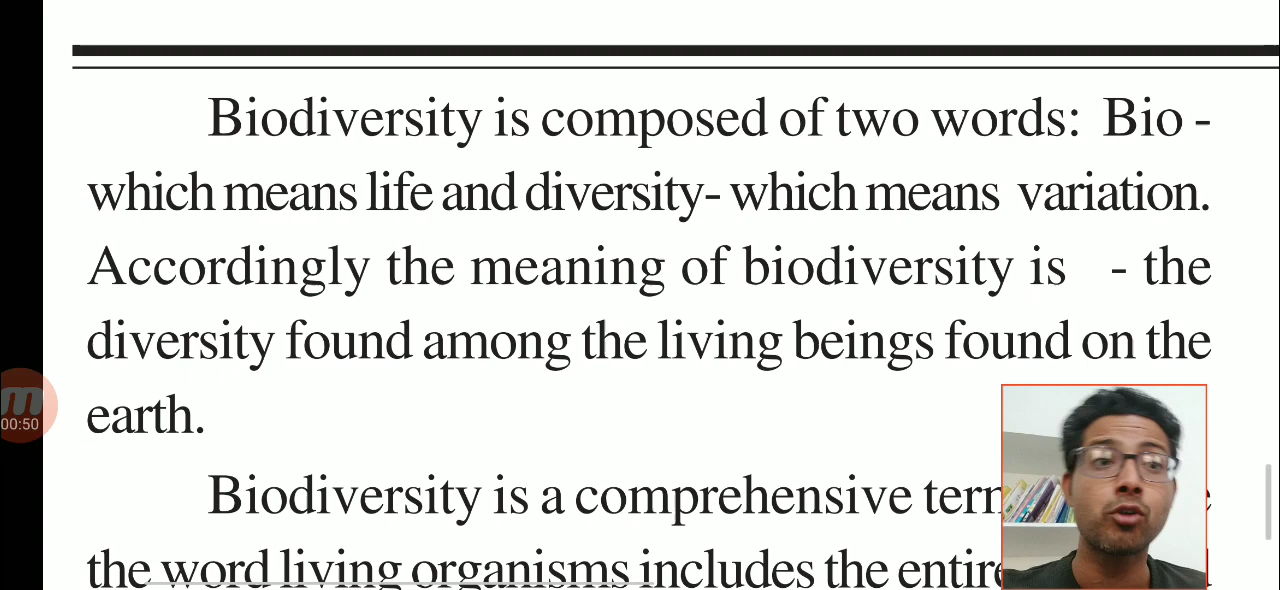 Biodiversity is composed of two words: Bio -
which means life and diversity- which means variation.
Accordingly the meaning of biodiversity is - the
diversity found among the living beings found on the
earth.
00:50
Biodiversity is a comprehensive
the word living organisms includes the entire